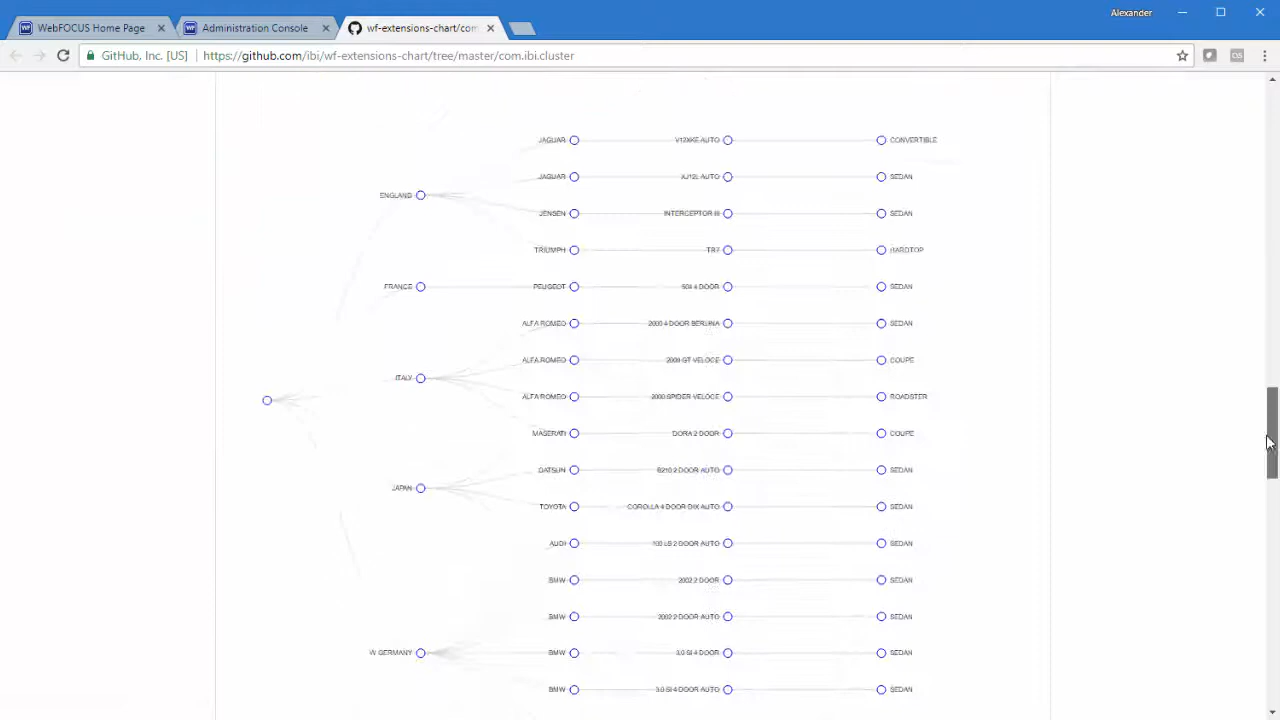 Alexander
WebFOCUS Home Page
Administration Console
wf-extensions-chart/com
GitHub, Inc. [US] | https://github.com/ibi/wf-extensions-chart/tree/master/com.ibi.cluster
JAGUAR V12XKE AUTO CONVERTIBLE
JAGUAR XJ12L AUTO SEDAN
ENGLAND
JENSEN INTERCEPTOR III SEDAN
TRIUMPH TR7 HARDTOP
FRANCE PEUGEOT 504 4 DOOR SEDAN
ALFA ROMEO 2000 4 DOOR BERLINA SEDAN
ALFA ROMEO 2000 GT VELOCE COUPE
ITALY
ALFA ROMEO 2000 SPIDER VELOCE ROADSTER
MASERATI DORA 2 DOOR COUPE
DATSUN B210 2 DOOR AUTO SEDAN
JAPAN
TOYOTA COROLLA 4 DOOR DIX AUTO SEDAN
AUDI 100 LS 2 DOOR AUTO SEDAN
BMW 2002 2 DOOR SEDAN
BMW 2002 2 DOOR AUTO SEDAN
W GERMANY BMW 3.0 SI 4 DOOR SEDAN
BMW 3.0 SI 4 DOOR AUTO SEDAN